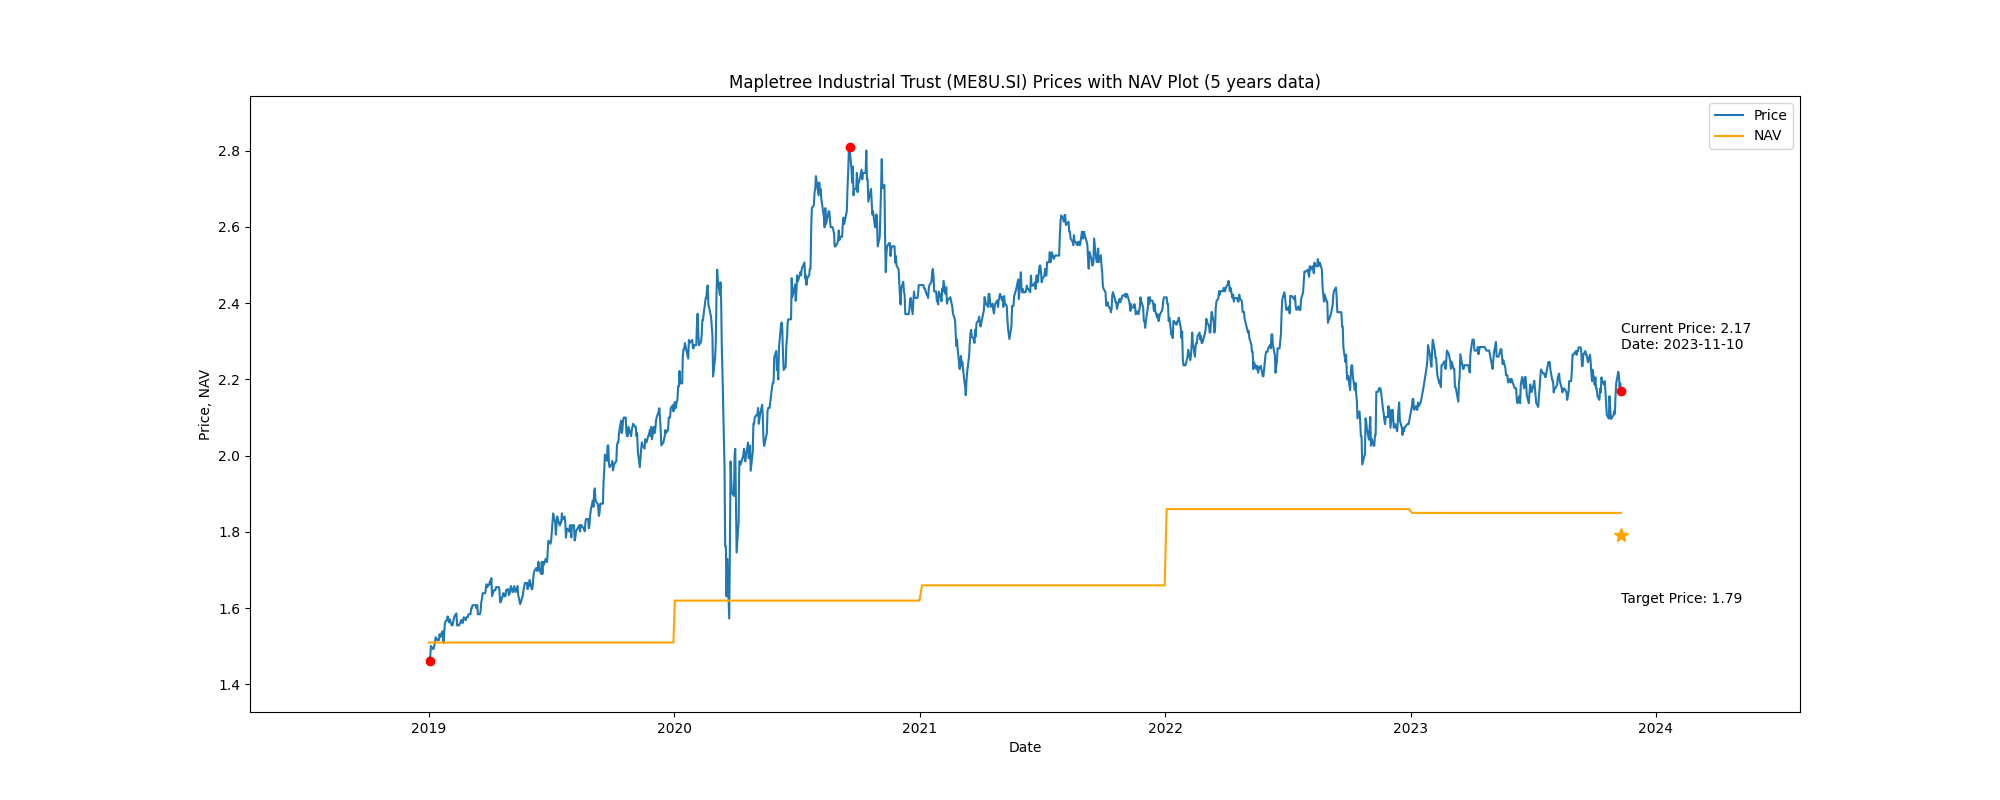 Mapletree Industrial Trust (ME8U.SI) Prices with NAV Plot (5 years data)
Price
NAV
2.8
2.6
2.4
2.2
2.0
1.8
1.6
1.4
Price, NAV
Current Price: 2.17
Date: 2023-11-10
Target Price: 1.79
2019
2020
2021
2022
2023
2024
Date